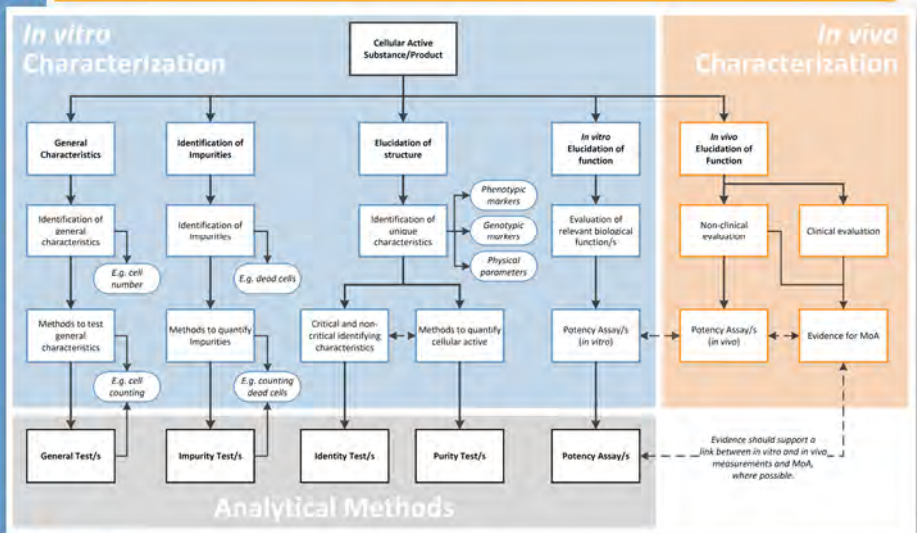 In vitro
Characterization
Cellular Active
Substance/Product
In vivo
Characterization
General
Characteristics
Identification of
Impurities
Elucidation of
structure
In vitro
Elucidation of
function
In vivo
Elucidation of
Function
Identification of
general
characteristics
E.g. cell
number
Identification of
Impurities
E.g. dead cells
Identification of
unique
characteristics
Phenotypic
markers
Genotypic
markers
Physical
parameters
Evaluation of
relevant biological
function/s
Non-clinical
evaluation
Clinical evaluation
Methods to test
general
characteristics
E.g. cell
counting
Methods to quantify
Impurities
E.g. counting
dead cells
Critical and non-
critical identifying
characteristics
Methods to quantify
cellular active
Potency Assay/s
(in vitro)
Potency Assay/s
(in vivo)
Evidence for MoA
General Test/s
Impurity Test/s
Identity Test/s
Purity Test/s
Potency Assay/s
Evidence should support a
link between in vitro and in vivo
measurements and MoA,
where possible.
Analytical Methods